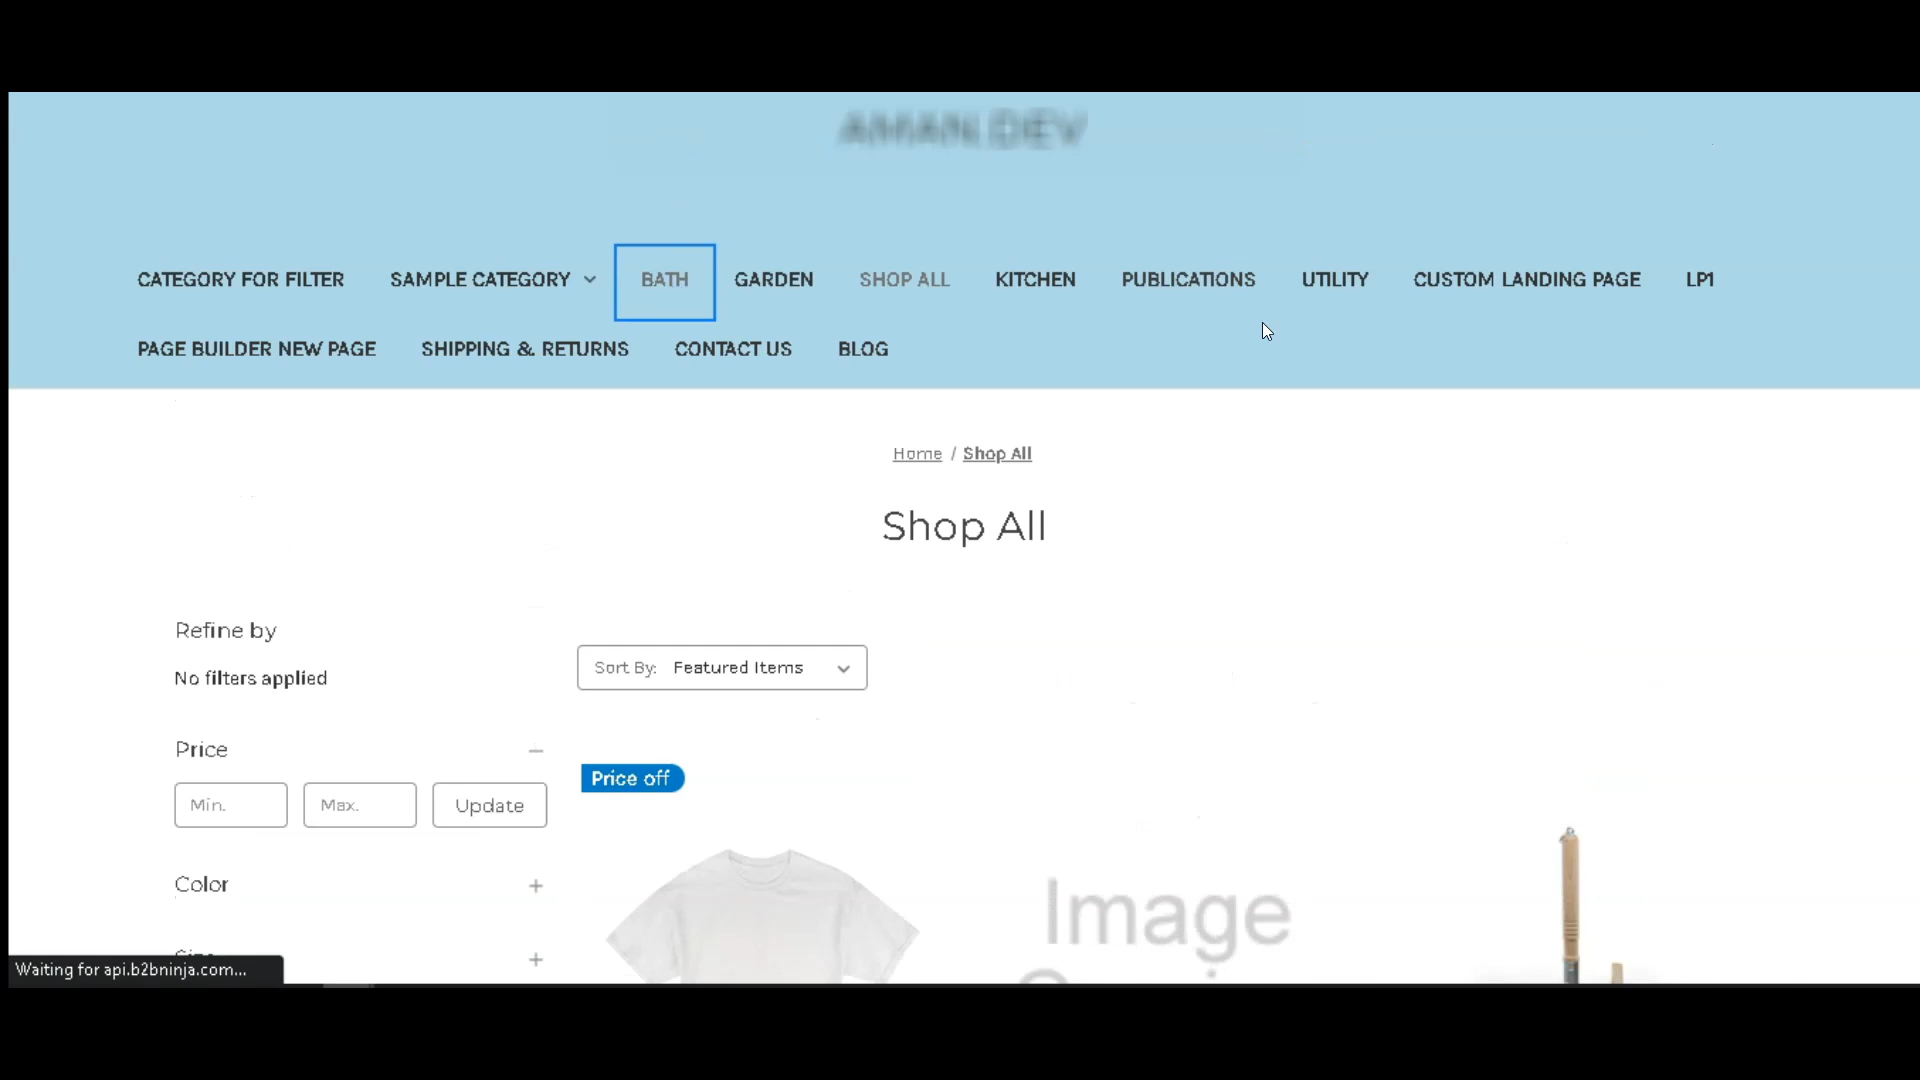 AMAN.DEV
CATEGORY FOR FILTER SAMPLE CATEGORY BATH GARDEN SHOP ALL KITCHEN PUBLICATIONS UTILITY CUSTOM LANDING PAGE LP1
PAGE BUILDER NEW PAGE SHIPPING & RETURNS CONTACT US BLOG
Home / Shop All
Shop All
Refine by
No filters applied
Sort By: Featured Items
Price
Price off
Min. Max. Update
Color
Image
Waiting for api.b2bninja.com...